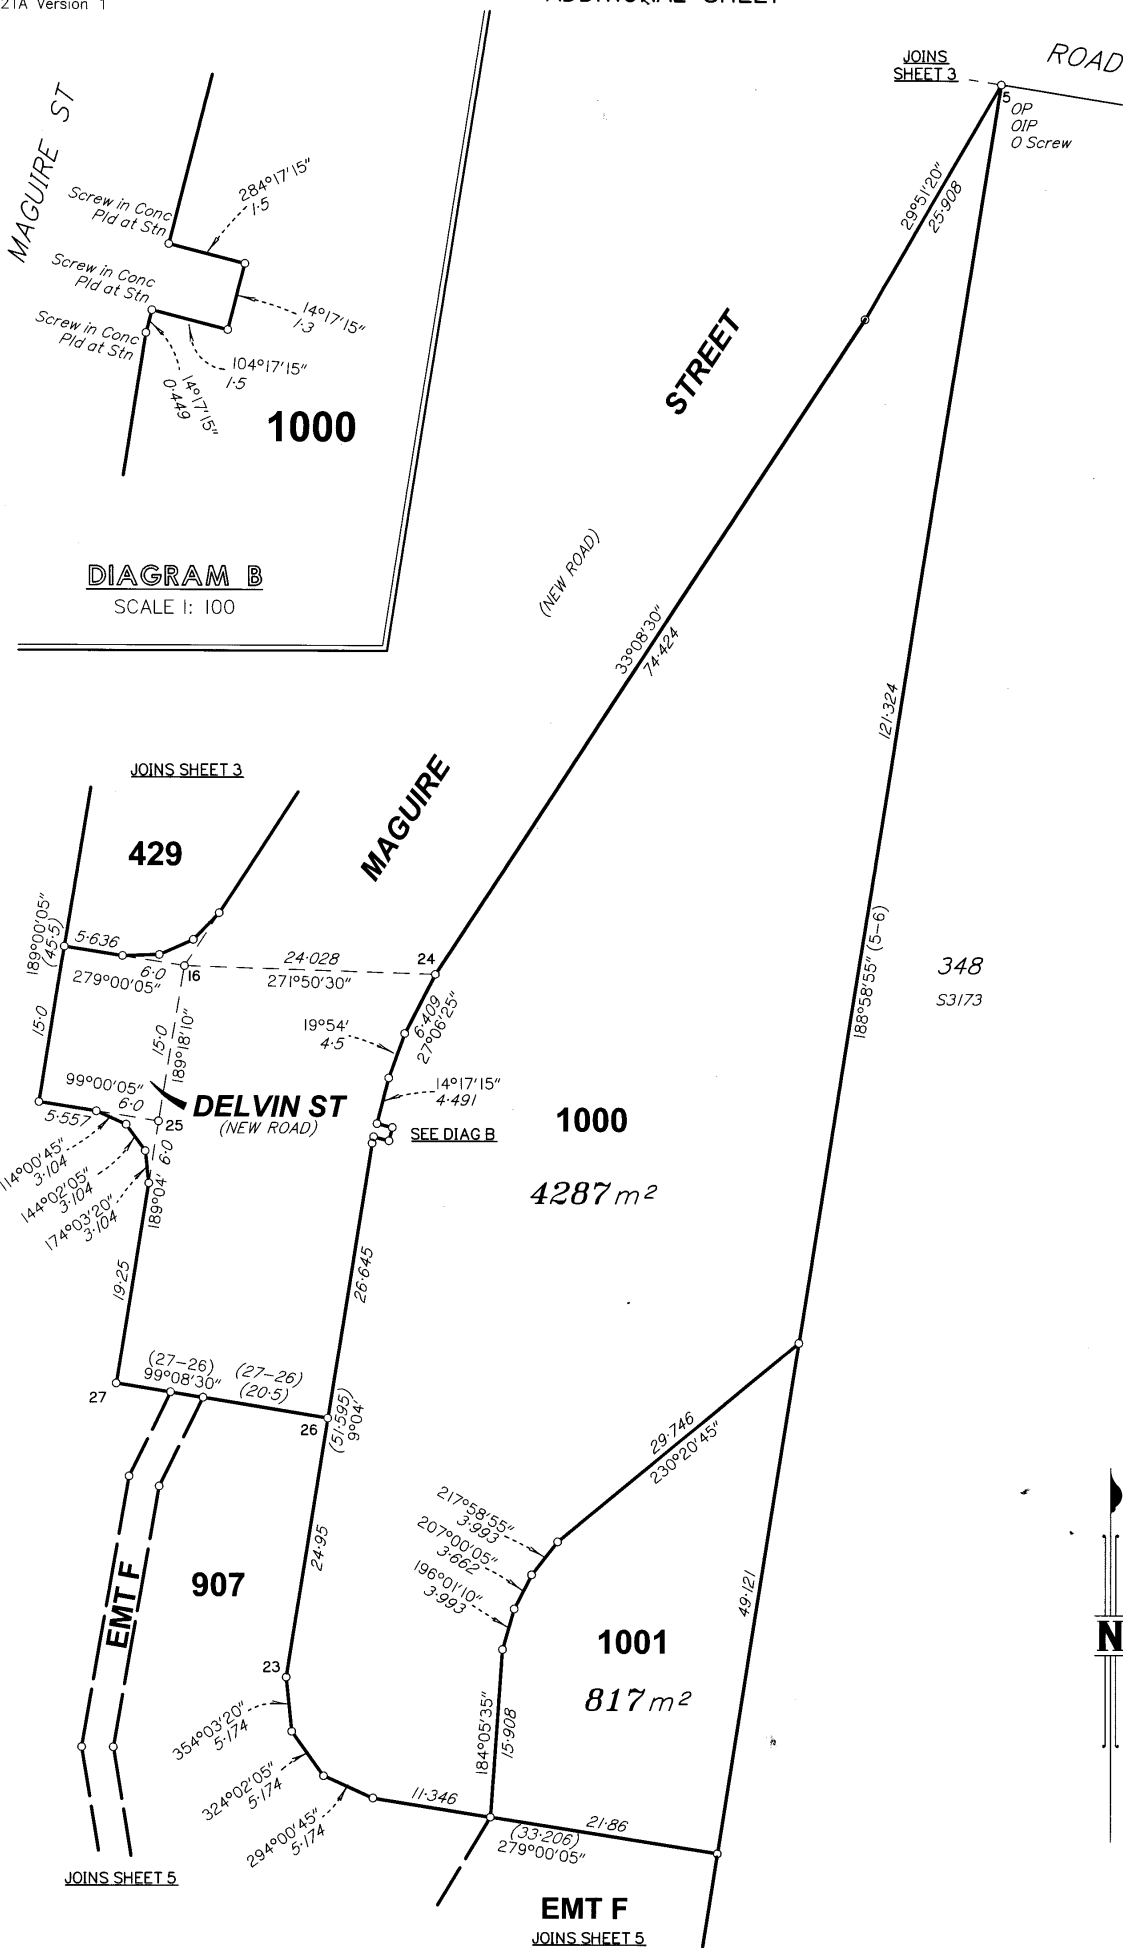 21A Version 1
ADDITIONAL SHEET
MAGUIRE ST
Screw in Conc
Pld at Stn
Screw in Conc
Pld at Stn
Screw in Conc
Pld at Stn
284°17'15"
1·5
14°17'15"
1·3
104°17'15"
1·5
14°17'15"
0·449
1000
DIAGRAM B
SCALE 1: 100
JOINS
SHEET 3
ROAD
5
OP
OIP
O Screw
29°51'20"
25·908
STREET
(NEW ROAD)
33°08'30"
74·424
121·324
MAGUIRE
JOINS SHEET 3
429
189°00'05"
(45·5)
5·636
6·0
279°00'05"
16
24·028
271°50'30"
24
188°58'55" (5-6)
348
S3173
6·409
27°06'25"
19°54'
4·5
14°17'15"
4·491
15·0
15·0
189°18'10"
99°00'05"
6·0
5·557
25
DELVIN ST
(NEW ROAD)
SEE DIAG B
1000
4287 m²
114°00'45"
3·104
144°02'05"
3·104
174°03'20"
3·104
6·0
189°04'
19·25
26·645
(27-26)
99°08'30"
(27-26)
(20·5)
27
26
(51·595)
9°04'
29·746
230°20'45"
217°58'55"
3·993
207°00'05"
3·662
196°01'10"
3·993
24·95
EMT F
907
49·121
1001
817 m²
N
23
354°03'20"
5·174
324°02'05"
5·174
294°00'45"
5·174
184°05'35"
15·908
11·346
21·86
(33·206)
279°00'05"
JOINS SHEET 5
EMT F
JOINS SHEET 5